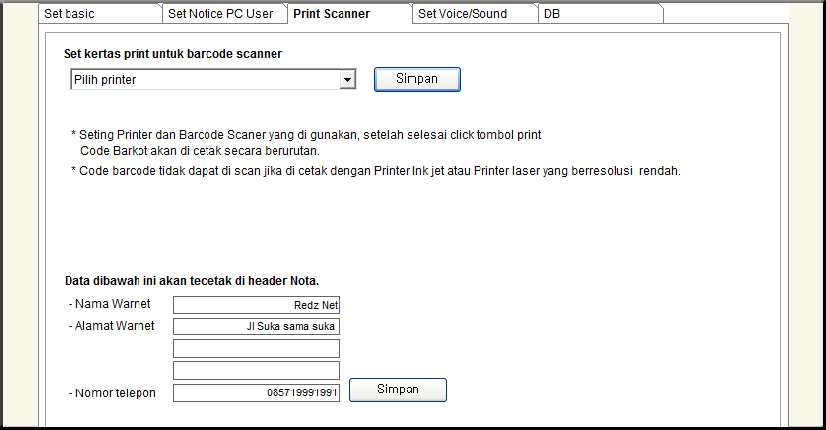 Set basic
Set Notice PC User
Print Scanner
Set Voice/Sound
DB
Set kertas print untuk barcode scanner
Pilih printer
Simpan
* Seting Printer dan Barcode Scaner yang di gunakan, setelah selesai click tombol print
Code Barkot akan di cetak secara berurutan.
* Code barcode tidak dapat di scan jika di cetak dengan Printer Ink jet atau Frinter laser yang berresolusi rendah.
Data dibawah ini akan tecetak di header Nota.
- Nama Warnet
Redz Net
- Alamat Warnet
Jl Suka sama suka
- Nomor telepon
085719991991
Simpan